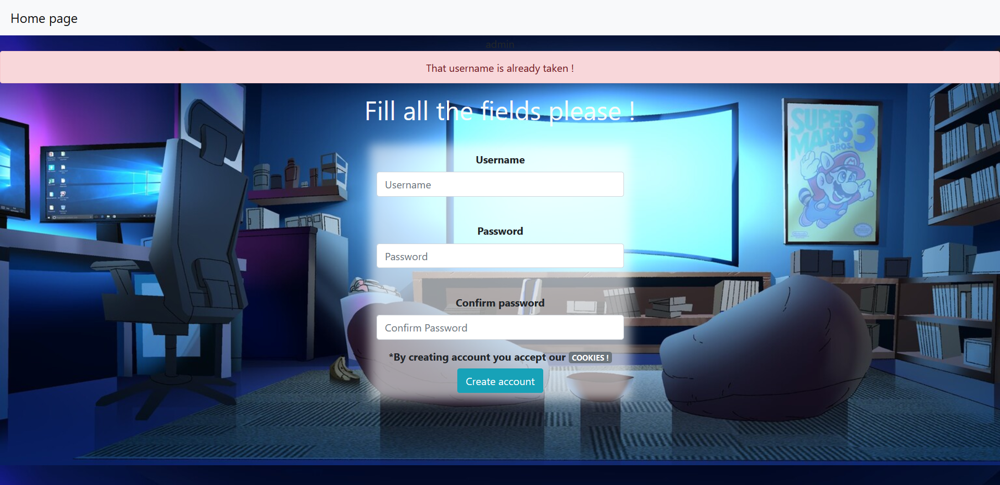 Home page
admin
That username is already taken !
Fill all the fields please !
SUPER
MARIO 3
BROS.
Username
Username
Password
Password
Confirm password
Confirm Password
*By creating account you accept our COOKIES !
Create account